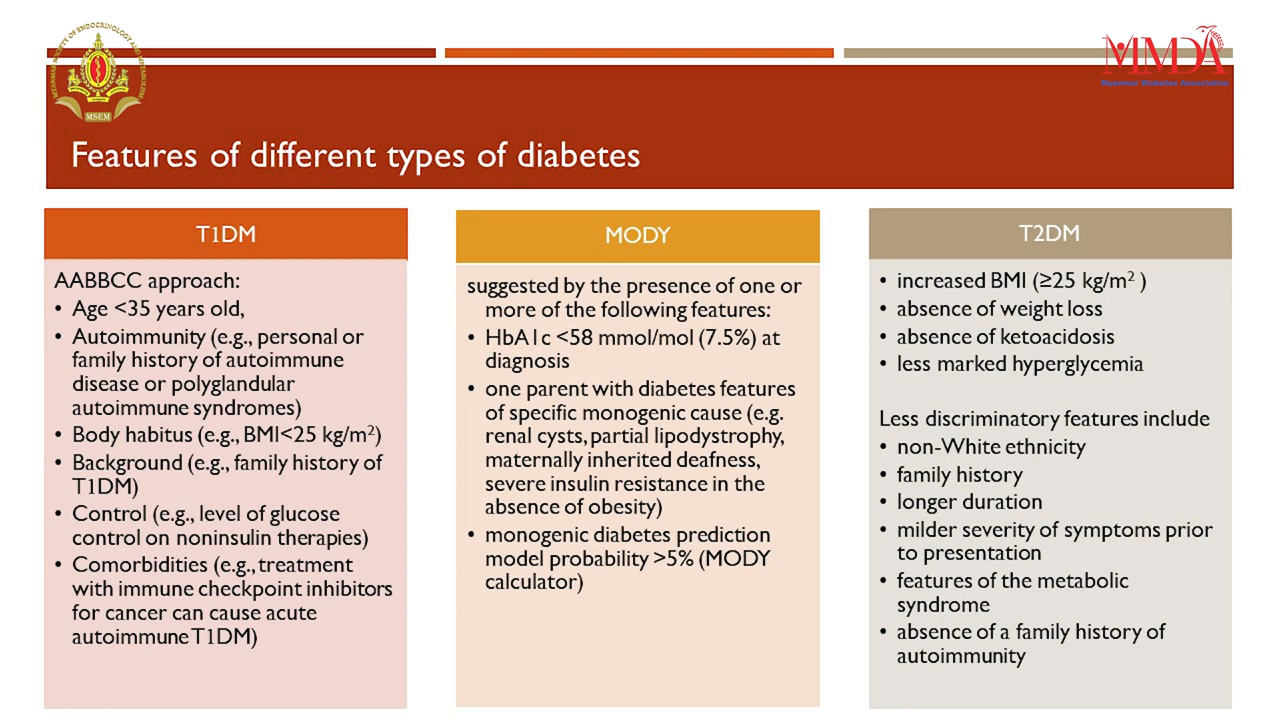 MYANMAR SOCIETY OF ENDOCRINOLOGY AND METABOLISM
MSEM
MMDA
Myanmar Diabetes Association
Features of different types of diabetes
T1DM
AABBCC approach:
• Age <35 years old,
• Autoimmunity (e.g., personal or
family history of autoimmune
disease or polyglandular
autoimmune syndromes)
• Body habitus (e.g., BMI<25 kg/m²)
• Background (e.g., family history of
T1DM)
• Control (e.g., level of glucose
control on noninsulin therapies)
• Comorbidities (e.g., treatment
with immune checkpoint inhibitors
for cancer can cause acute
autoimmune T1DM)
MODY
suggested by the presence of one or
more of the following features:
• HbA1c <58 mmol/mol (7.5%) at
diagnosis
• one parent with diabetes features
of specific monogenic cause (e.g.
renal cysts, partial lipodystrophy,
maternally inherited deafness,
severe insulin resistance in the
absence of obesity)
• monogenic diabetes prediction
model probability >5% (MODY
calculator)
T2DM
• increased BMI (≥25 kg/m² )
• absence of weight loss
• absence of ketoacidosis
• less marked hyperglycemia
Less discriminatory features include
• non-White ethnicity
• family history
• longer duration
• milder severity of symptoms prior
to presentation
• features of the metabolic
syndrome
• absence of a family history of
autoimmunity